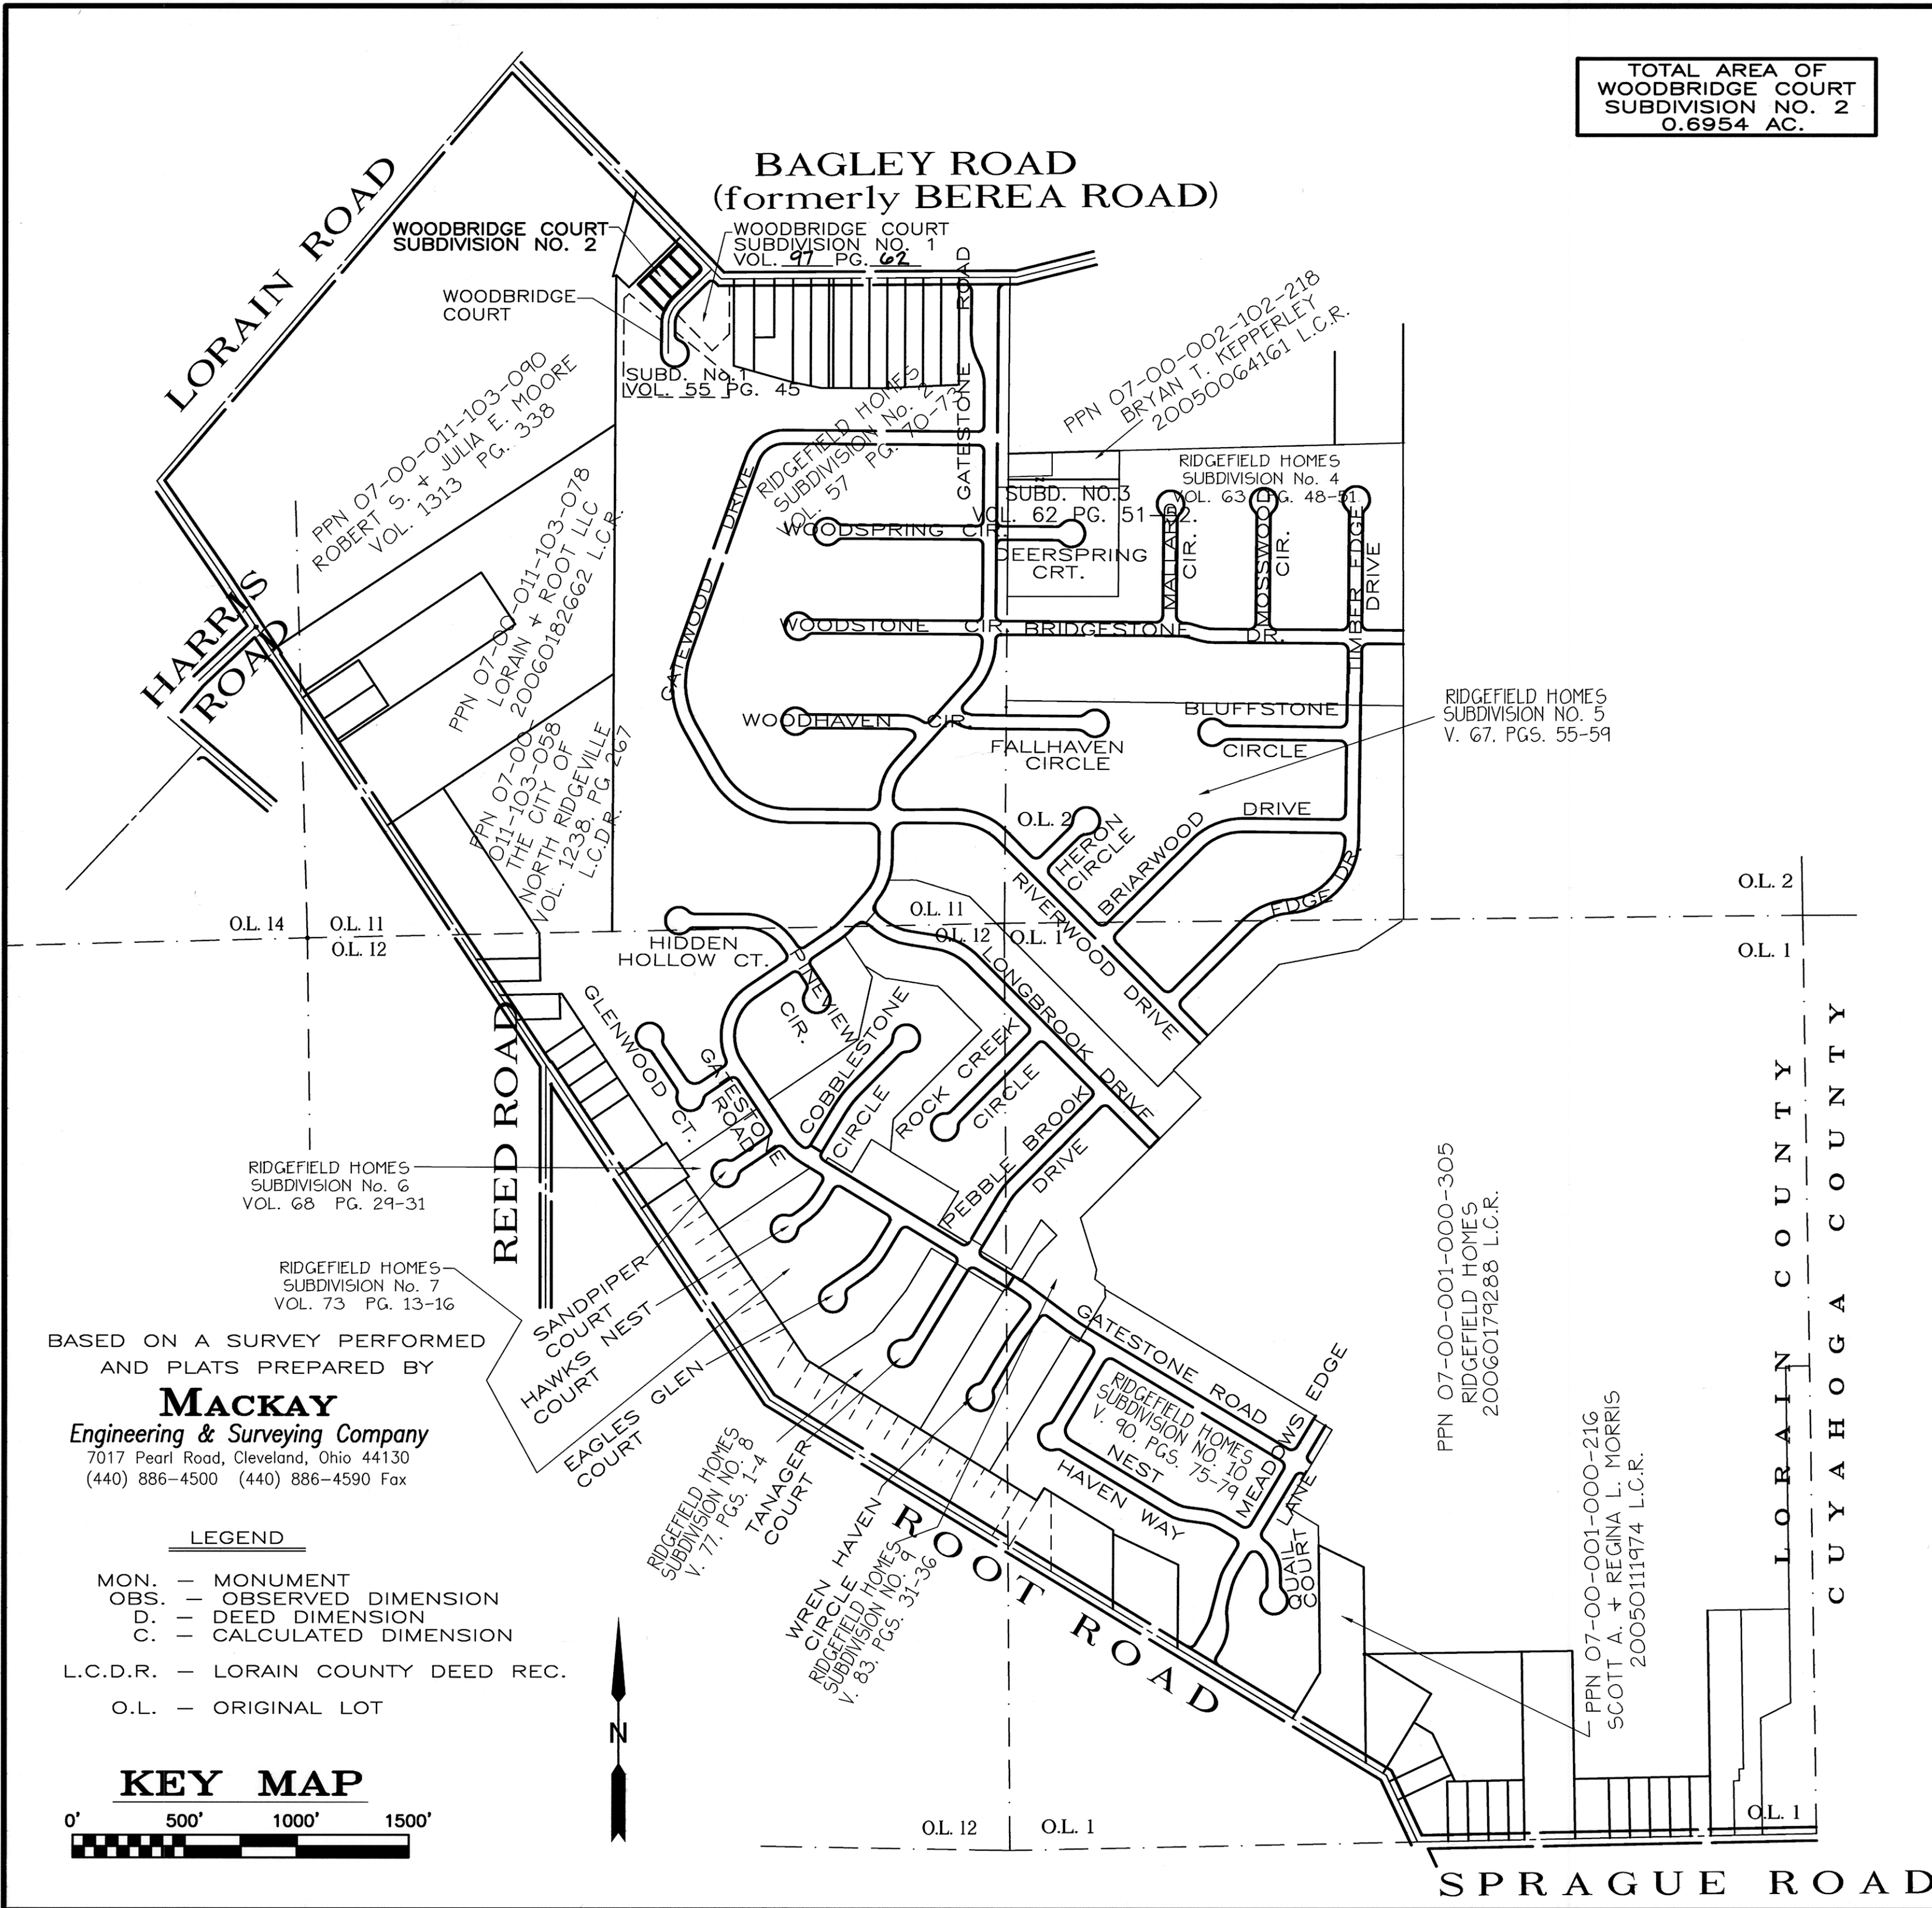 TOTAL AREA OF
WOODBRIDGE COURT
SUBDIVISION NO. 2
0.6954 AC.
BAGLEY ROAD
(formerly BEREA ROAD)
LORAIN ROAD
WOODBRIDGE COURT
SUBDIVISION NO. 2
WOODBRIDGE COURT
SUBDIVISION NO. 1
VOL. 97 PG. 62
WOODBRIDGE
COURT
SUBD. No.1
VOL. 55 PG. 45
GATESTONE ROAD
PPN 07-00-002-102-218
BRYAN T. KEPPERLEY
20050064161 L.C.R.
PPN 07-00-011-103-090
ROBERT S. & JULIA E. MOORE
VOL. 1313 PG. 338
RIDGEFIELD HOMES
SUBDIVISION No. 2
VOL. 57 PG. 70-73
RIDGEFIELD HOMES
SUBDIVISION No. 4
VOL. 63 PG. 48-51
SUBD. NO.3
VOL. 62 PG. 51-52.
PPN 07-00-011-103-078
LORAIN & ROOT LLC
20060182662 L.C.R.
GATEWOOD DRIVE
WOODSPRING CIR.
DEERSPRING
CRT.
MALLARD
CIR.
MOSSWOOD
CIR.
TIMBER EDGE
DRIVE
HARRIS
ROAD
WOODSTONE CIR.
BRIDGESTONE DR.
WOODHAVEN CIR.
FALLHAVEN
CIRCLE
BLUFFSTONE
CIRCLE
RIDGEFIELD HOMES
SUBDIVISION NO. 5
V. 67, PGS. 55-59
PPN 07-00-
011-103-058
THE CITY OF
NORTH RIDGEVILLE
VOL. 1238, PG 267
L.C.D.R.
O.L. 2
HERON
CIRCLE
BRIARWOOD DRIVE
EDGE DR.
RIVERWOOD DRIVE
O.L. 2
O.L. 1
O.L. 14
O.L. 11
O.L. 12
O.L. 11
O.L. 12
O.L. 1
HIDDEN
HOLLOW CT.
PINEVIEW
CIR.
LONGBROOK DRIVE
GLENWOOD CT.
GATESTONE
ROAD
COBBLESTONE
CIRCLE
ROCK CREEK
CIRCLE
PEBBLE BROOK
DRIVE
REED ROAD
RIDGEFIELD HOMES
SUBDIVISION No. 6
VOL. 68 PG. 29-31
RIDGEFIELD HOMES
SUBDIVISION No. 7
VOL. 73 PG. 13-16
SANDPIPER
COURT
HAWKS NEST
COURT
EAGLES GLEN
COURT
RIDGEFIELD HOMES
SUBDIVISION NO. 8
V. 77, PGS. 1-4
TANAGER
COURT
WREN HAVEN
CIRCLE
RIDGEFIELD HOMES
SUBDIVISION NO. 9
V. 83, PGS. 31-36
GATESTONE ROAD
RIDGEFIELD HOMES
SUBDIVISION NO. 10
V. 90, PGS. 75-79
NEST
HAVEN WAY
MEADOWS EDGE
LANE
QUAIL
COURT
ROOT ROAD
PPN 07-00-001-000-305
RIDGEFIELD HOMES
20060179288 L.C.R.
PPN 07-00-001-000-216
SCOTT A. & REGINA L. MORRIS
20050111974 L.C.R.
LORAIN COUNTY
CUYAHOGA COUNTY
O.L. 1
O.L. 12
O.L. 1
SPRAGUE ROAD
BASED ON A SURVEY PERFORMED
AND PLATS PREPARED BY
MACKAY
Engineering & Surveying Company
7017 Pearl Road, Cleveland, Ohio 44130
(440) 886-4500 (440) 886-4590 Fax
LEGEND
MON. — MONUMENT
OBS. — OBSERVED DIMENSION
D. — DEED DIMENSION
C. — CALCULATED DIMENSION
L.C.D.R. — LORAIN COUNTY DEED REC.
O.L. — ORIGINAL LOT
N
KEY MAP
0' 500' 1000' 1500'